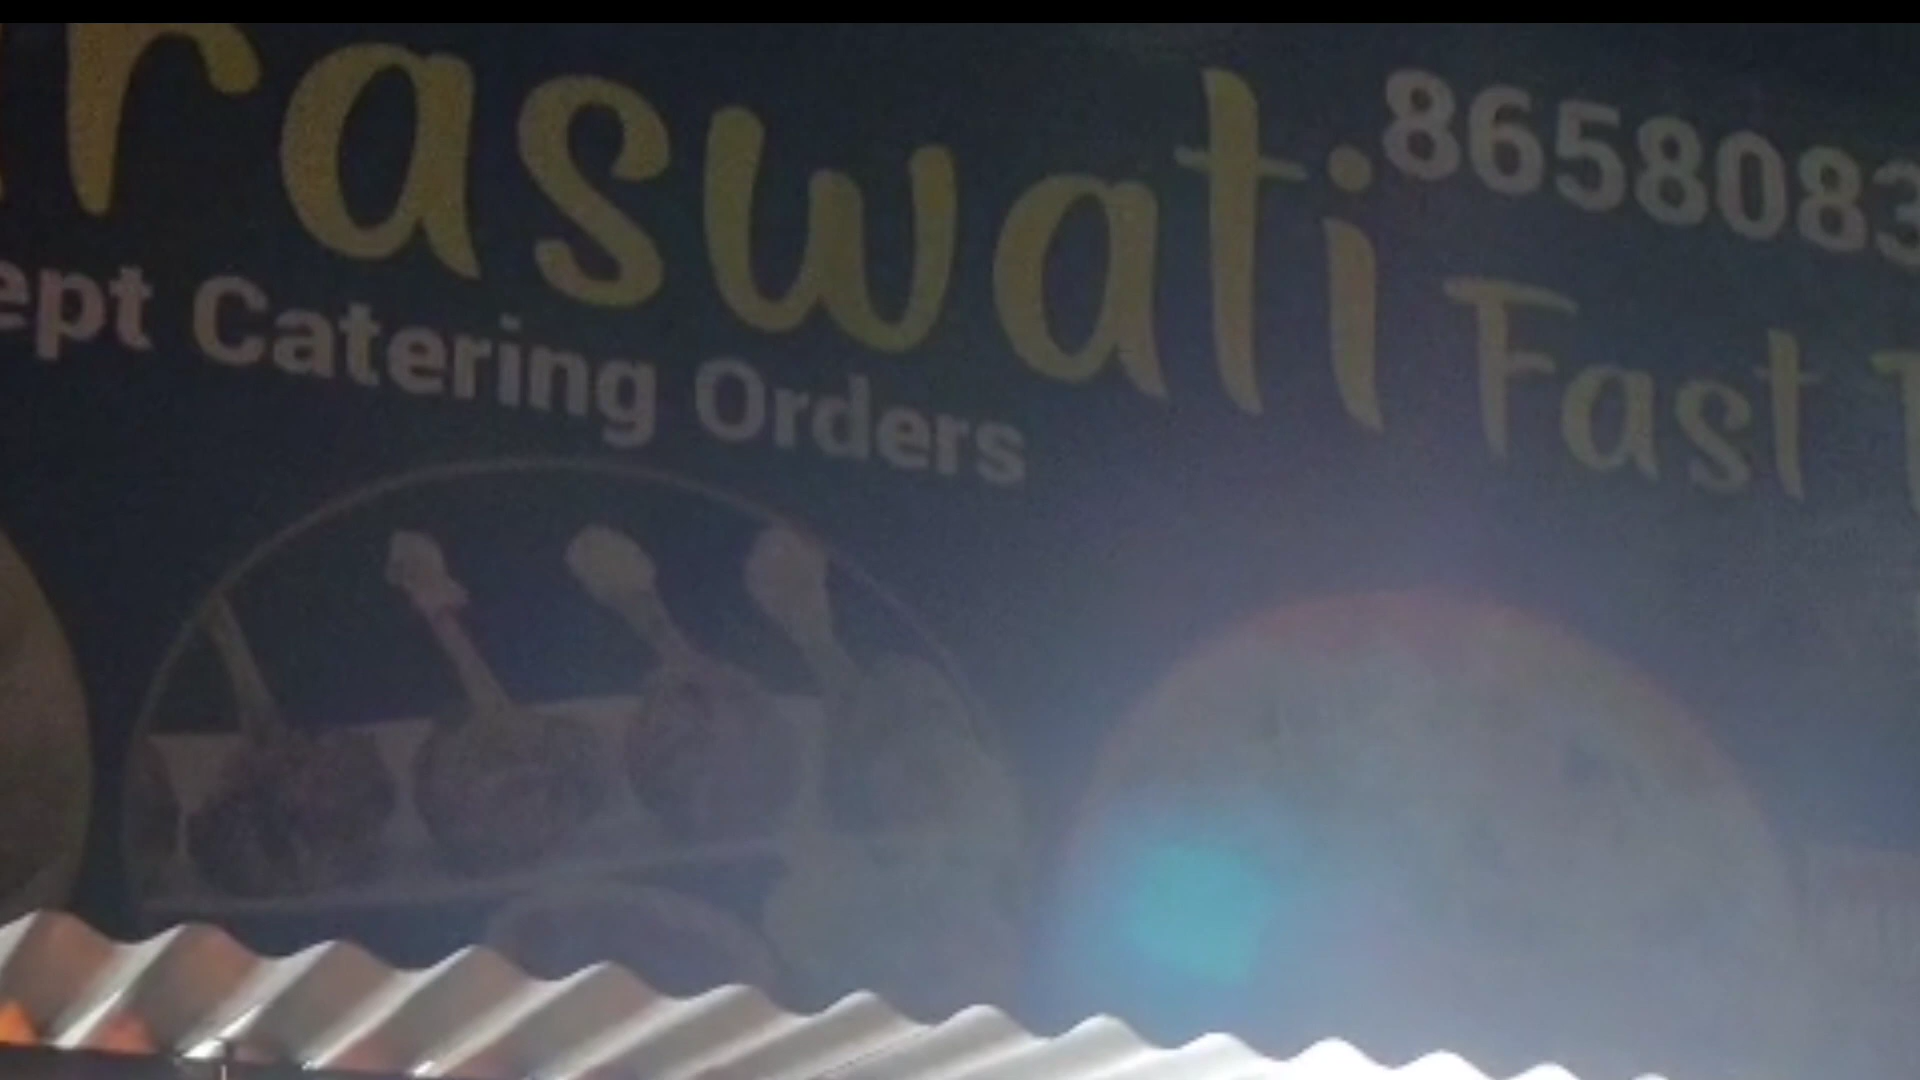 raswati
8658083
ept Catering Orders
Fast